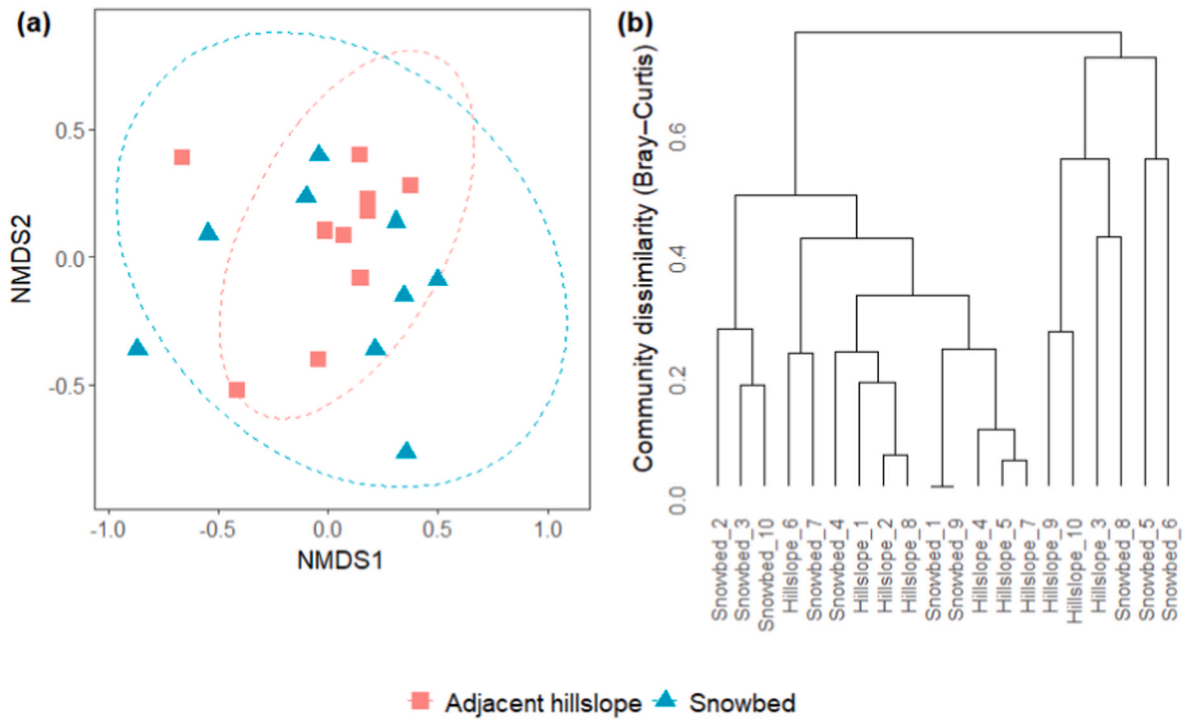 (a)
NMDS2
0.5
0.0
-0.5
-1.0 -0.5 0.0 0.5 1.0
NMDS1
(b)
Community dissimilarity (Bray−Curtis)
0.6
0.4
0.2
0.0
Snowbed_2
Snowbed_3
Snowbed_10
Hillslope_6
Snowbed_7
Snowbed_4
Hillslope_1
Hillslope_2
Hillslope_8
Snowbed_1
Snowbed_9
Hillslope_4
Hillslope_5
Hillslope_7
Hillslope_9
Hillslope_10
Hillslope_3
Snowbed_8
Snowbed_5
Snowbed_6
Adjacent hillslope Snowbed